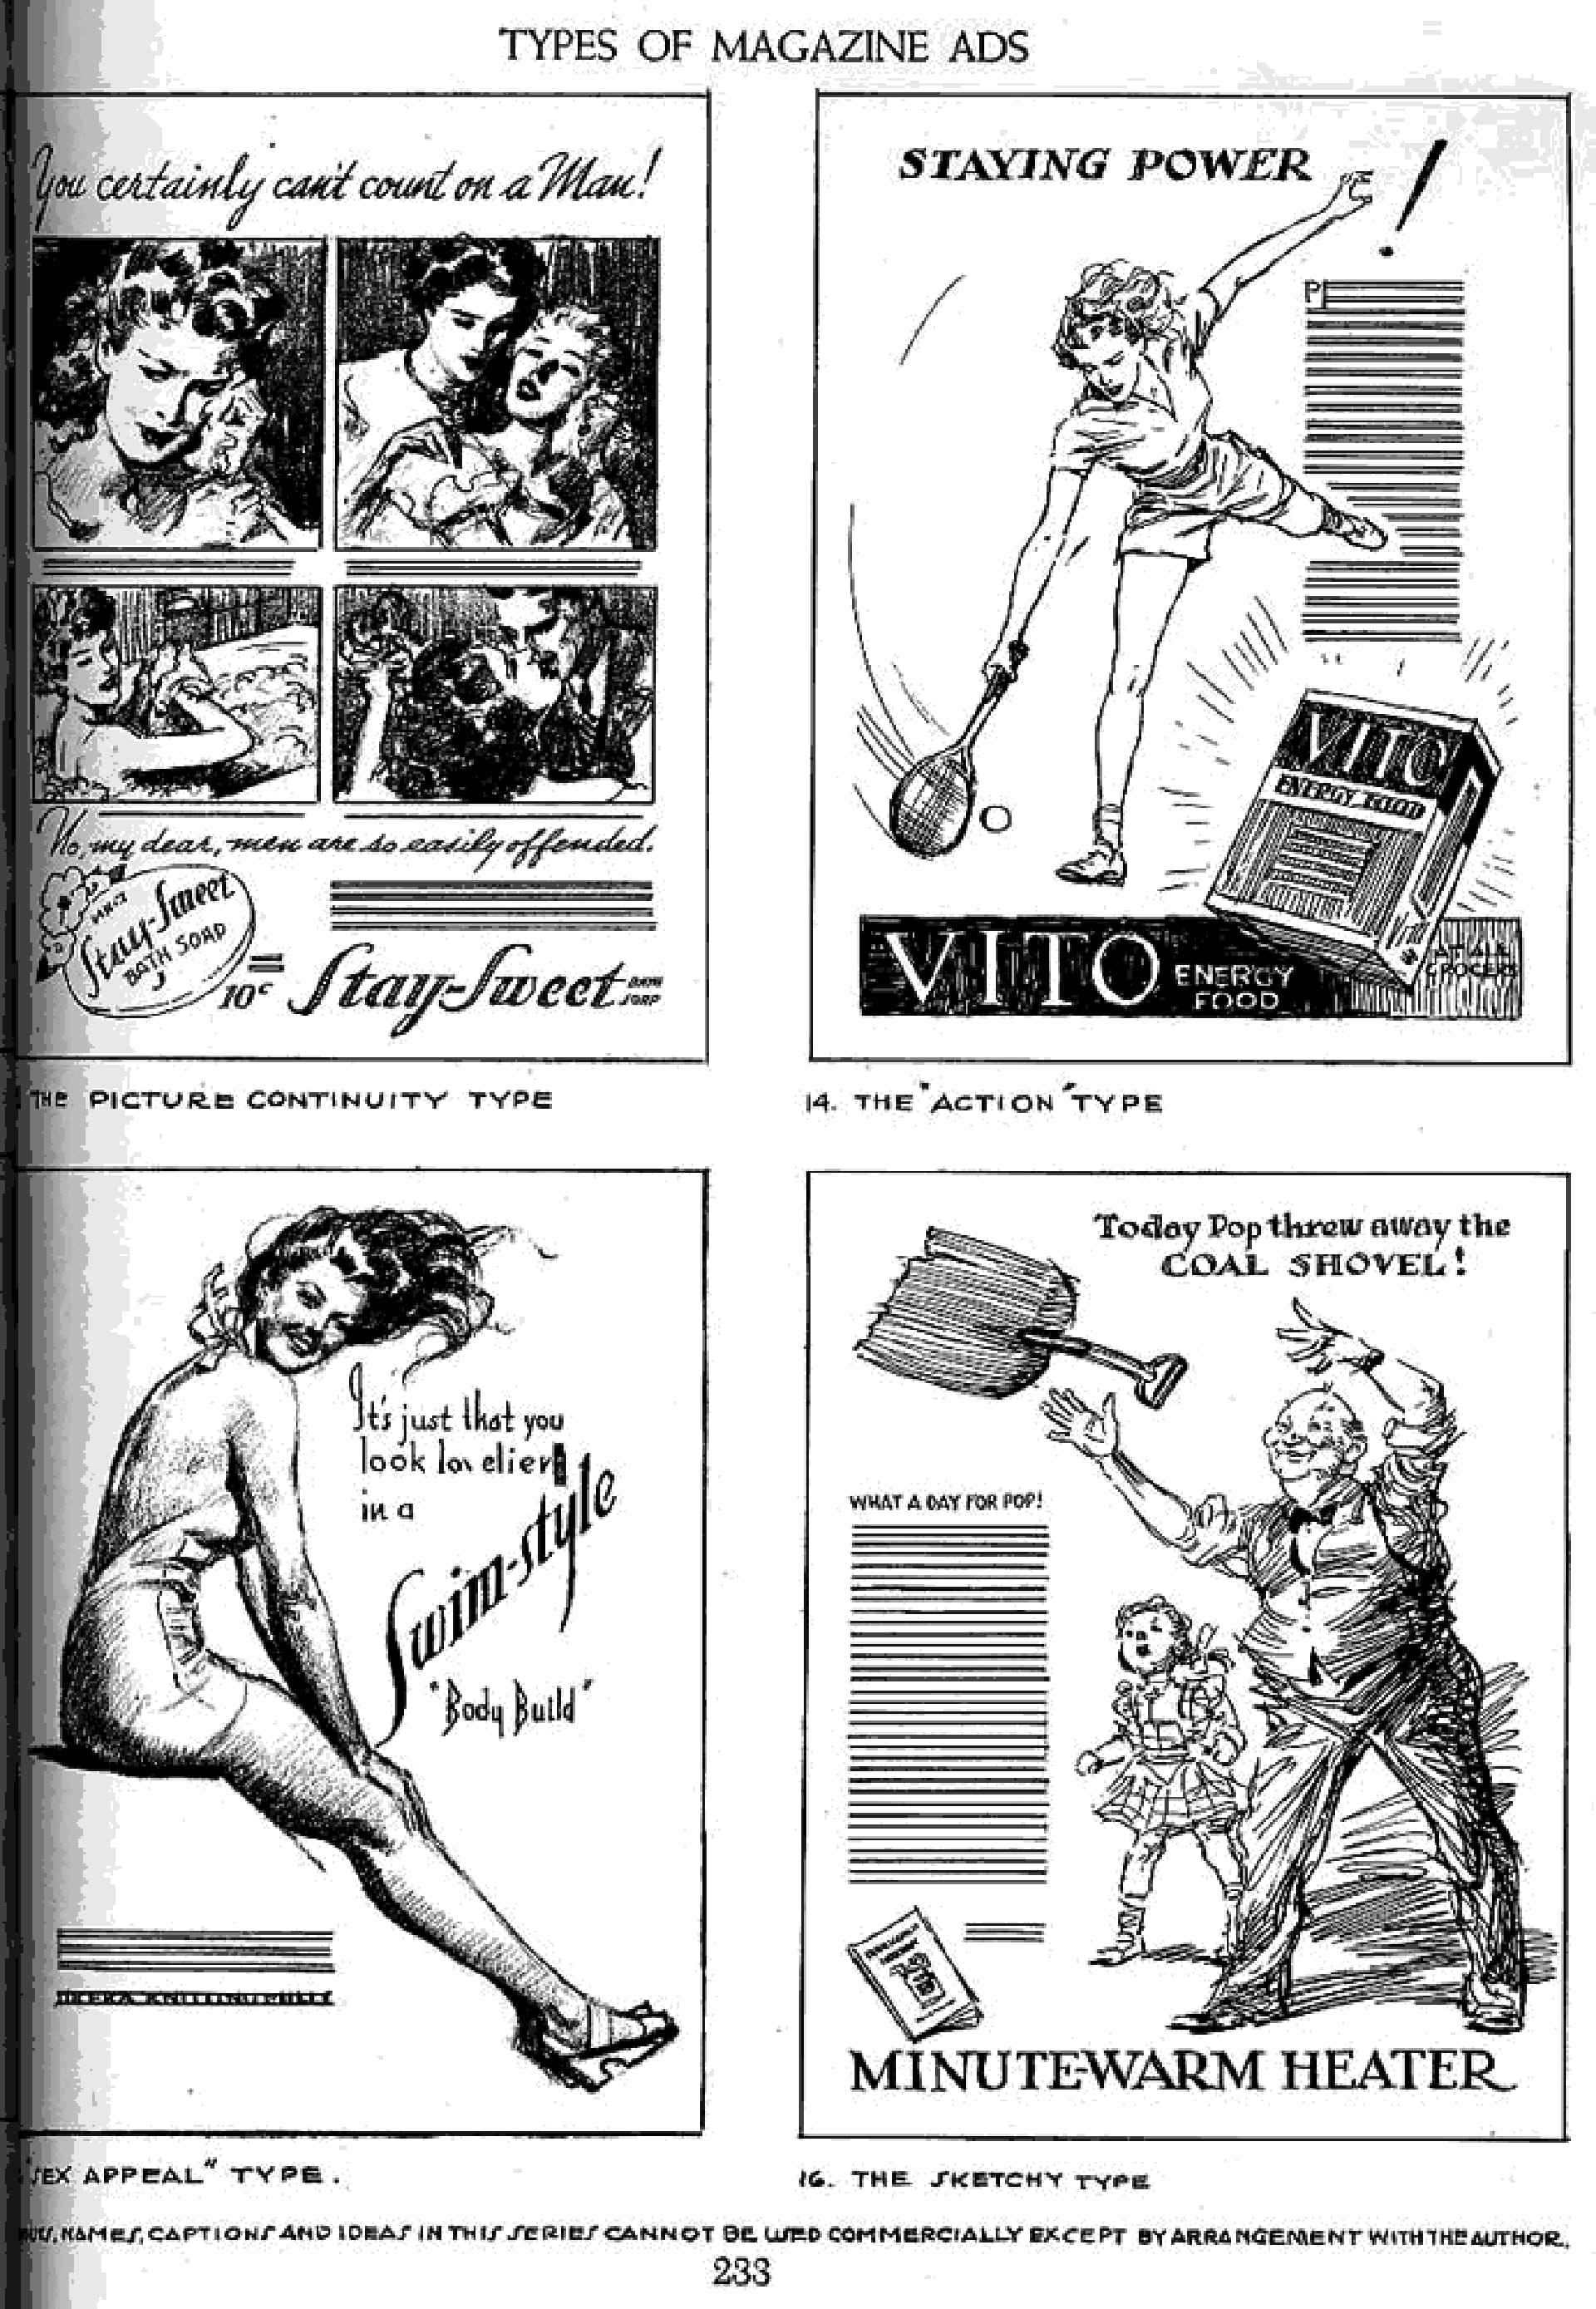 TYPES OF MAGAZINE ADS
You certainly can't count on a Man!
No, my dear, men are so easily offended.
Stay-Sweet
BATH SOAP
10¢
Stay-Sweet BATH SOAP
THE PICTURE CONTINUITY TYPE
STAYING POWER!
VITO
ENERGY FOOD
VITO ENERGY FOOD
AT ALL GROCERS
14. THE "ACTION" TYPE
It's just that you
look lovelier
in a
Swim-style
"Body Build"
SEX APPEAL" TYPE.
Today Pop threw away the
COAL SHOVEL!
WHAT A DAY FOR POP!
MINUTE-WARM HEATER
16. THE SKETCHY TYPE
NAMES, CAPTIONS AND IDEAS IN THIS SERIES CANNOT BE USED COMMERCIALLY EXCEPT BY ARRANGEMENT WITH THE AUTHOR.
233